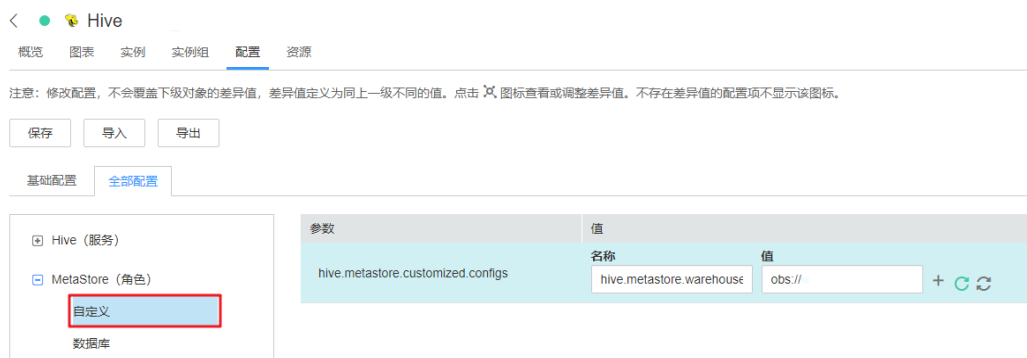 Hive
概览 图表 实例 实例组 配置 资源
注意：修改配置，不会覆盖下级对象的差异值，差异值定义为同上一级不同的值。点击 图标查看或调整差异值。不存在差异值的配置项不显示该图标。
保存 导入 导出
基础配置 全部配置
Hive（服务）
MetaStore（角色）
自定义
数据库
参数 值
名称 值
hive.metastore.customized.configs hive.metastore.warehouse obs://